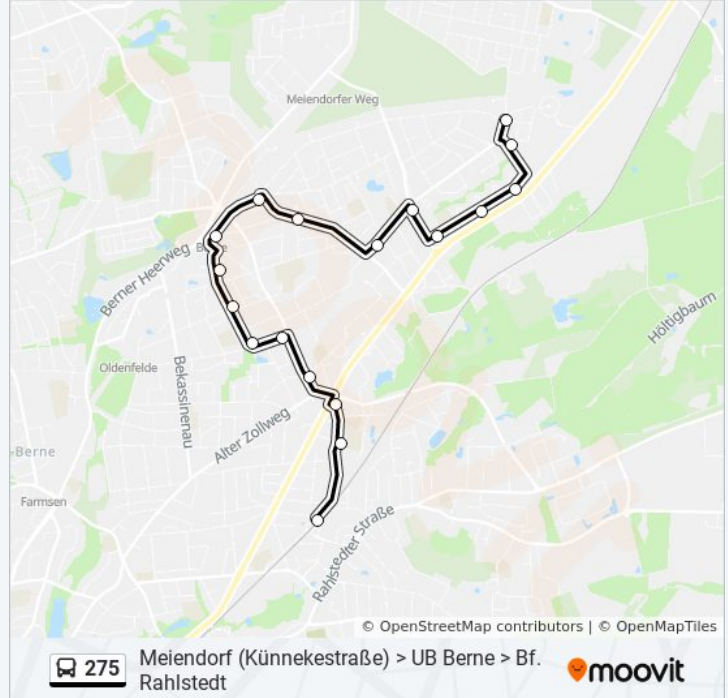 Meiendorfer Weg
Berner Heerweg
Höltigbaum
Oldenfelde
Bekassinenau
Alter Zollweg
Berne
Farmsen
Rahlstedter Straße
© OpenStreetMap contributors | © OpenMapTiles
275
Meiendorf (Künnekestraße) > UB Berne > Bf.
Rahlstedt
moovit